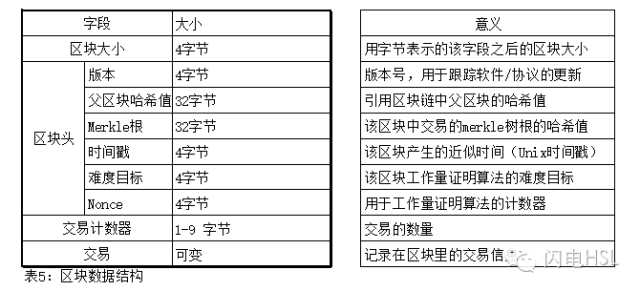 字段 大小 意义
区块大小 4字节 用字节表示的该字段之后的区块大小
区块头 版本 4字节 版本号，用于跟踪软件/协议的更新
父区块哈希值 32字节 引用区块链中父区块的哈希值
Merkle根 32字节 该区块中交易的merkle树根的哈希值
时间戳 4字节 该区块产生的近似时间（Unix时间戳）
难度目标 4字节 该区块工作量证明算法的难度目标
Nonce 4字节 用于工作量证明算法的计数器
交易计数器 1-9 字节 交易的数量
交易 可变 记录在区块里的交易信
闪电HSL
表5：区块数据结构